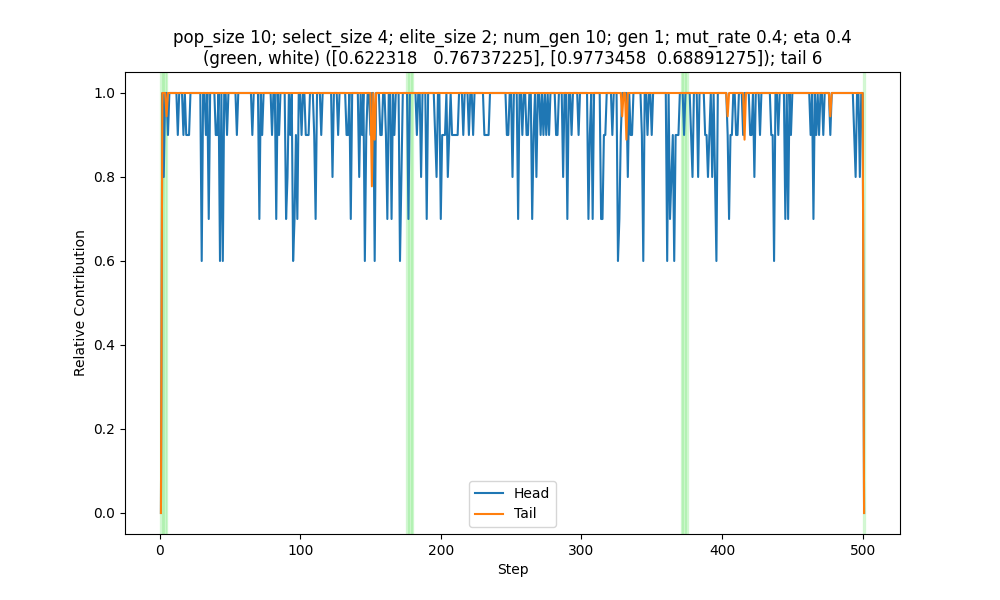 pop_size 10; select_size 4; elite_size 2; num_gen 10; gen 1; mut_rate 0.4; eta 0.4
(green, white) ([0.622318   0.76737225], [0.9773458  0.68891275]); tail 6
1.0
0.8
0.6
0.4
0.2
0.0
Relative Contribution
Head
Tail
0
100
200
300
400
500
Step